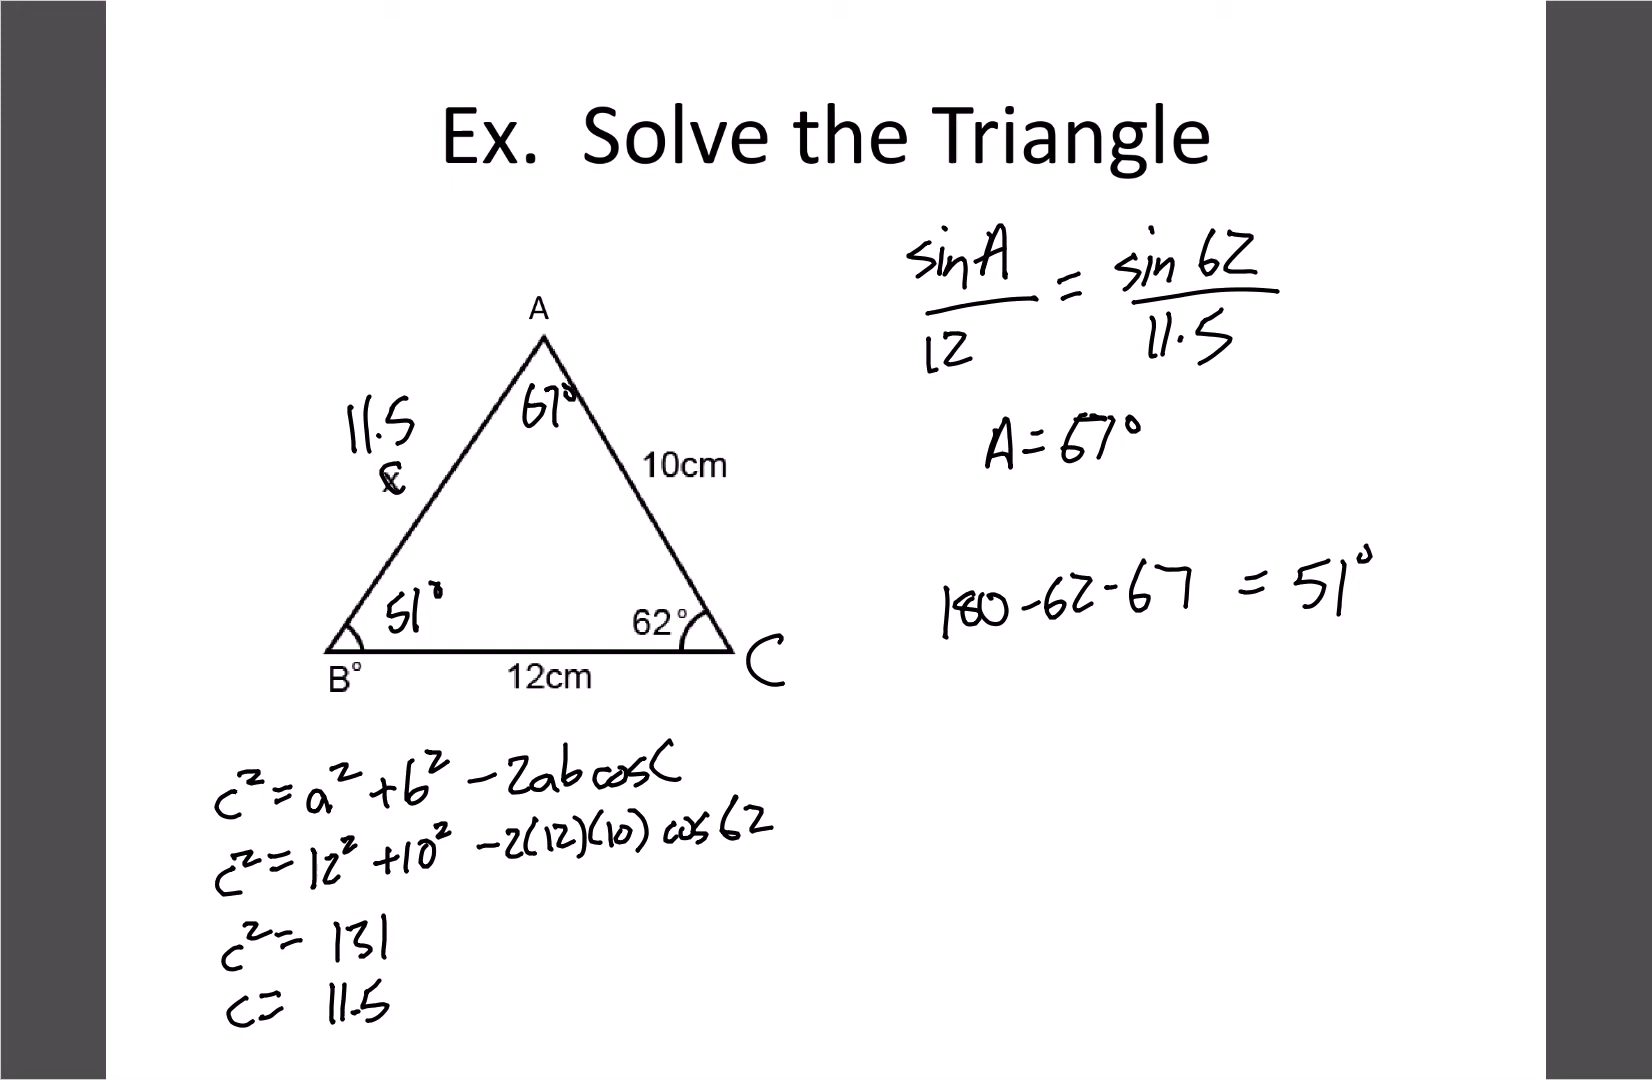 Ex. Solve the Triangle
sin A / 12 = sin 62 / 11.5
A = 67°
180 - 62 - 67 = 51°
A
67°
11.5
c
10cm
51°
62°
B°
12cm
C
c² = a² + b² - 2ab cos C
c² = 12² + 10² - 2(12)(10) cos 62
c² = 131
c = 11.5